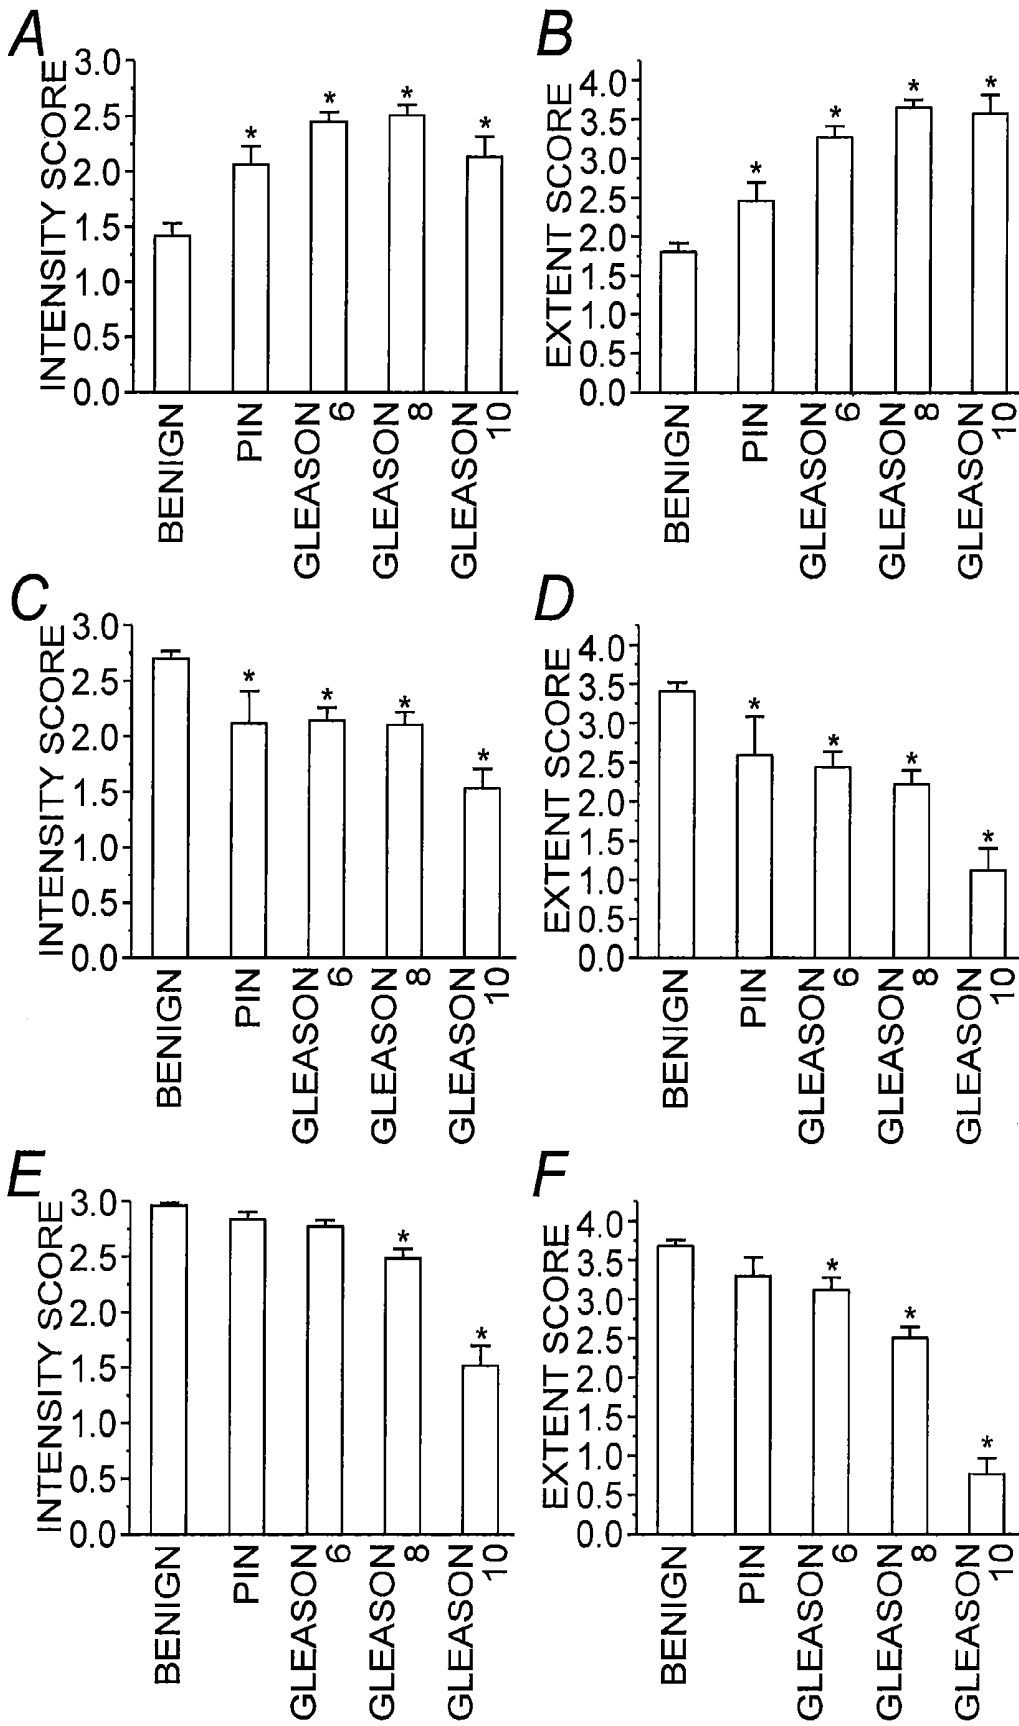 A
INTENSITY SCORE
3.0
2.5
2.0
1.5
1.0
0.5
0.0
*
*
*
*
BENIGN
PIN
GLEASON 6
GLEASON 8
GLEASON 10
B
EXTENT SCORE
4.0
3.5
3.0
2.5
2.0
1.5
1.0
0.5
0.0
*
*
*
*
BENIGN
PIN
GLEASON 6
GLEASON 8
GLEASON 10
C
INTENSITY SCORE
3.0
2.5
2.0
1.5
1.0
0.5
0.0
*
*
*
*
BENIGN
PIN
GLEASON 6
GLEASON 8
GLEASON 10
D
EXTENT SCORE
4.0
3.5
3.0
2.5
2.0
1.5
1.0
0.5
0.0
*
*
*
*
BENIGN
PIN
GLEASON 6
GLEASON 8
GLEASON 10
E
INTENSITY SCORE
3.0
2.5
2.0
1.5
1.0
0.5
0.0
*
*
BENIGN
PIN
GLEASON 6
GLEASON 8
GLEASON 10
F
EXTENT SCORE
4.0
3.5
3.0
2.5
2.0
1.5
1.0
0.5
0.0
*
*
*
BENIGN
PIN
GLEASON 6
GLEASON 8
GLEASON 10